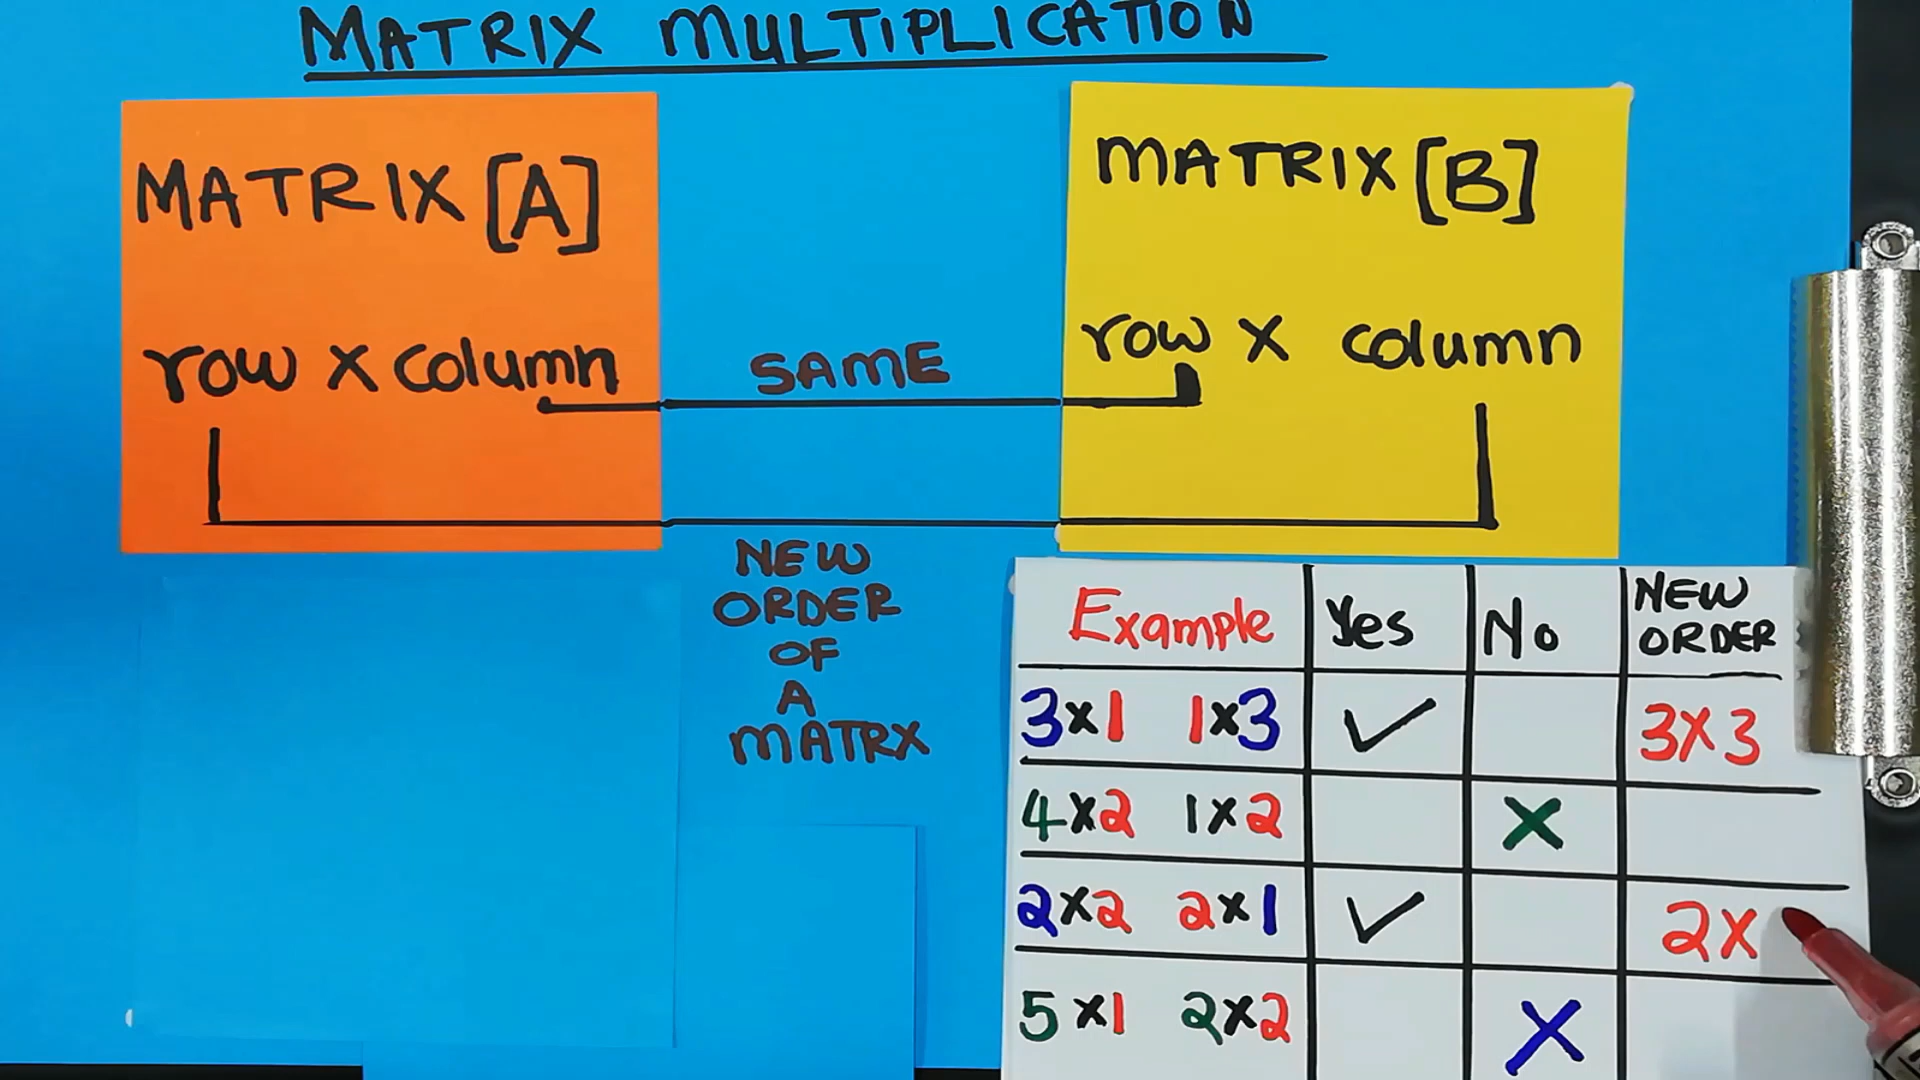 MATRIX MULTIPLICATION
MATRIX [A]
row x column
SAME
MATRIX [B]
row x column
NEW
ORDER
OF
A
MATRX
Example Yes No NEW ORDER
3x1 1x3 ✓ 3x3
4x2 1x2 X
2x2 2x1 ✓ 2x
5x1 2x2 X